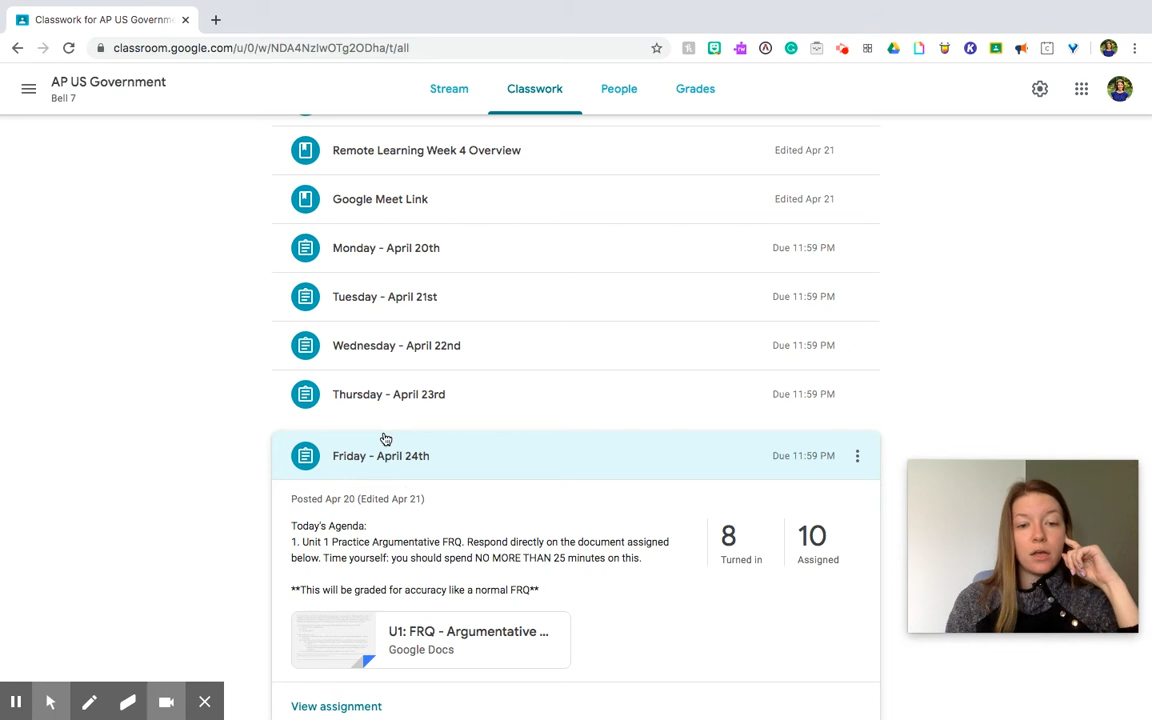 Classwork for AP US Governm
classroom.google.com/u/0/w/NDA4NzIwOTg2ODha/t/all
AP US Government
Bell 7
Stream
Classwork
People
Grades
Remote Learning Week 4 Overview
Edited Apr 21
Google Meet Link
Edited Apr 21
Monday - April 20th
Due 11:59 PM
Tuesday - April 21st
Due 11:59 PM
Wednesday - April 22nd
Due 11:59 PM
Thursday - April 23rd
Due 11:59 PM
Friday - April 24th
Due 11:59 PM
Posted Apr 20 (Edited Apr 21)
Today's Agenda:
1. Unit 1 Practice Argumentative FRQ. Respond directly on the document assigned
below. Time yourself: you should spend NO MORE THAN 25 minutes on this.
**This will be graded for accuracy like a normal FRQ**
8
Turned in
10
Assigned
U1: FRQ - Argumentative ...
Google Docs
View assignment